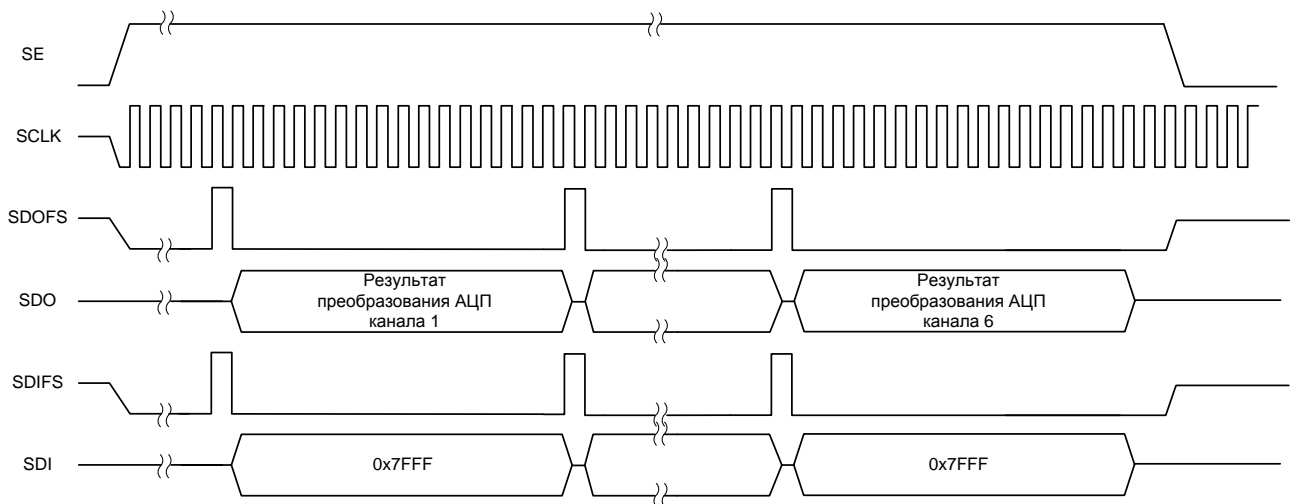 SE
SCLK
SDOFS
SDO
Результат
преобразования АЦП
канала 1
Результат
преобразования АЦП
канала 6
SDIFS
SDI
0x7FFF
0x7FFF